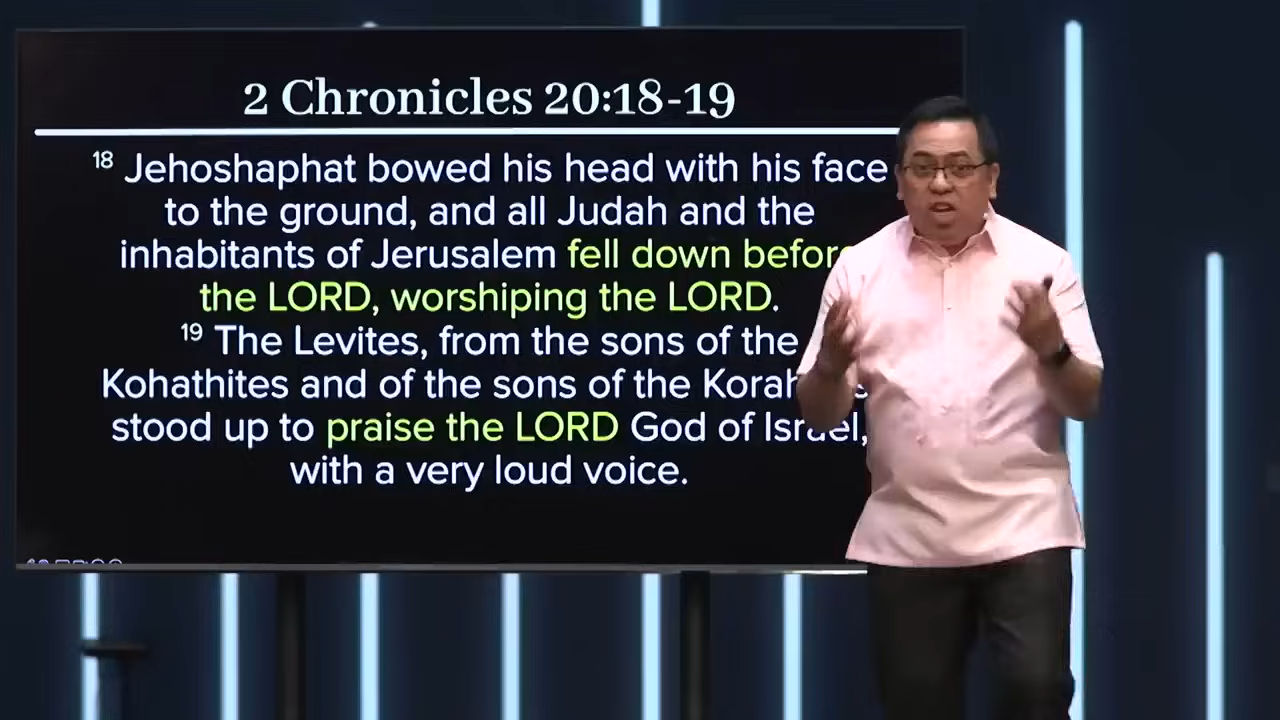 2 Chronicles 20:18-19
18 Jehoshaphat bowed his head with his face
to the ground, and all Judah and the
inhabitants of Jerusalem fell down before
the LORD, worshiping the LORD.
19 The Levites, from the sons of the
Kohathites and of the sons of the
stood up to praise the LORD God of Israel,
with a very loud voice.